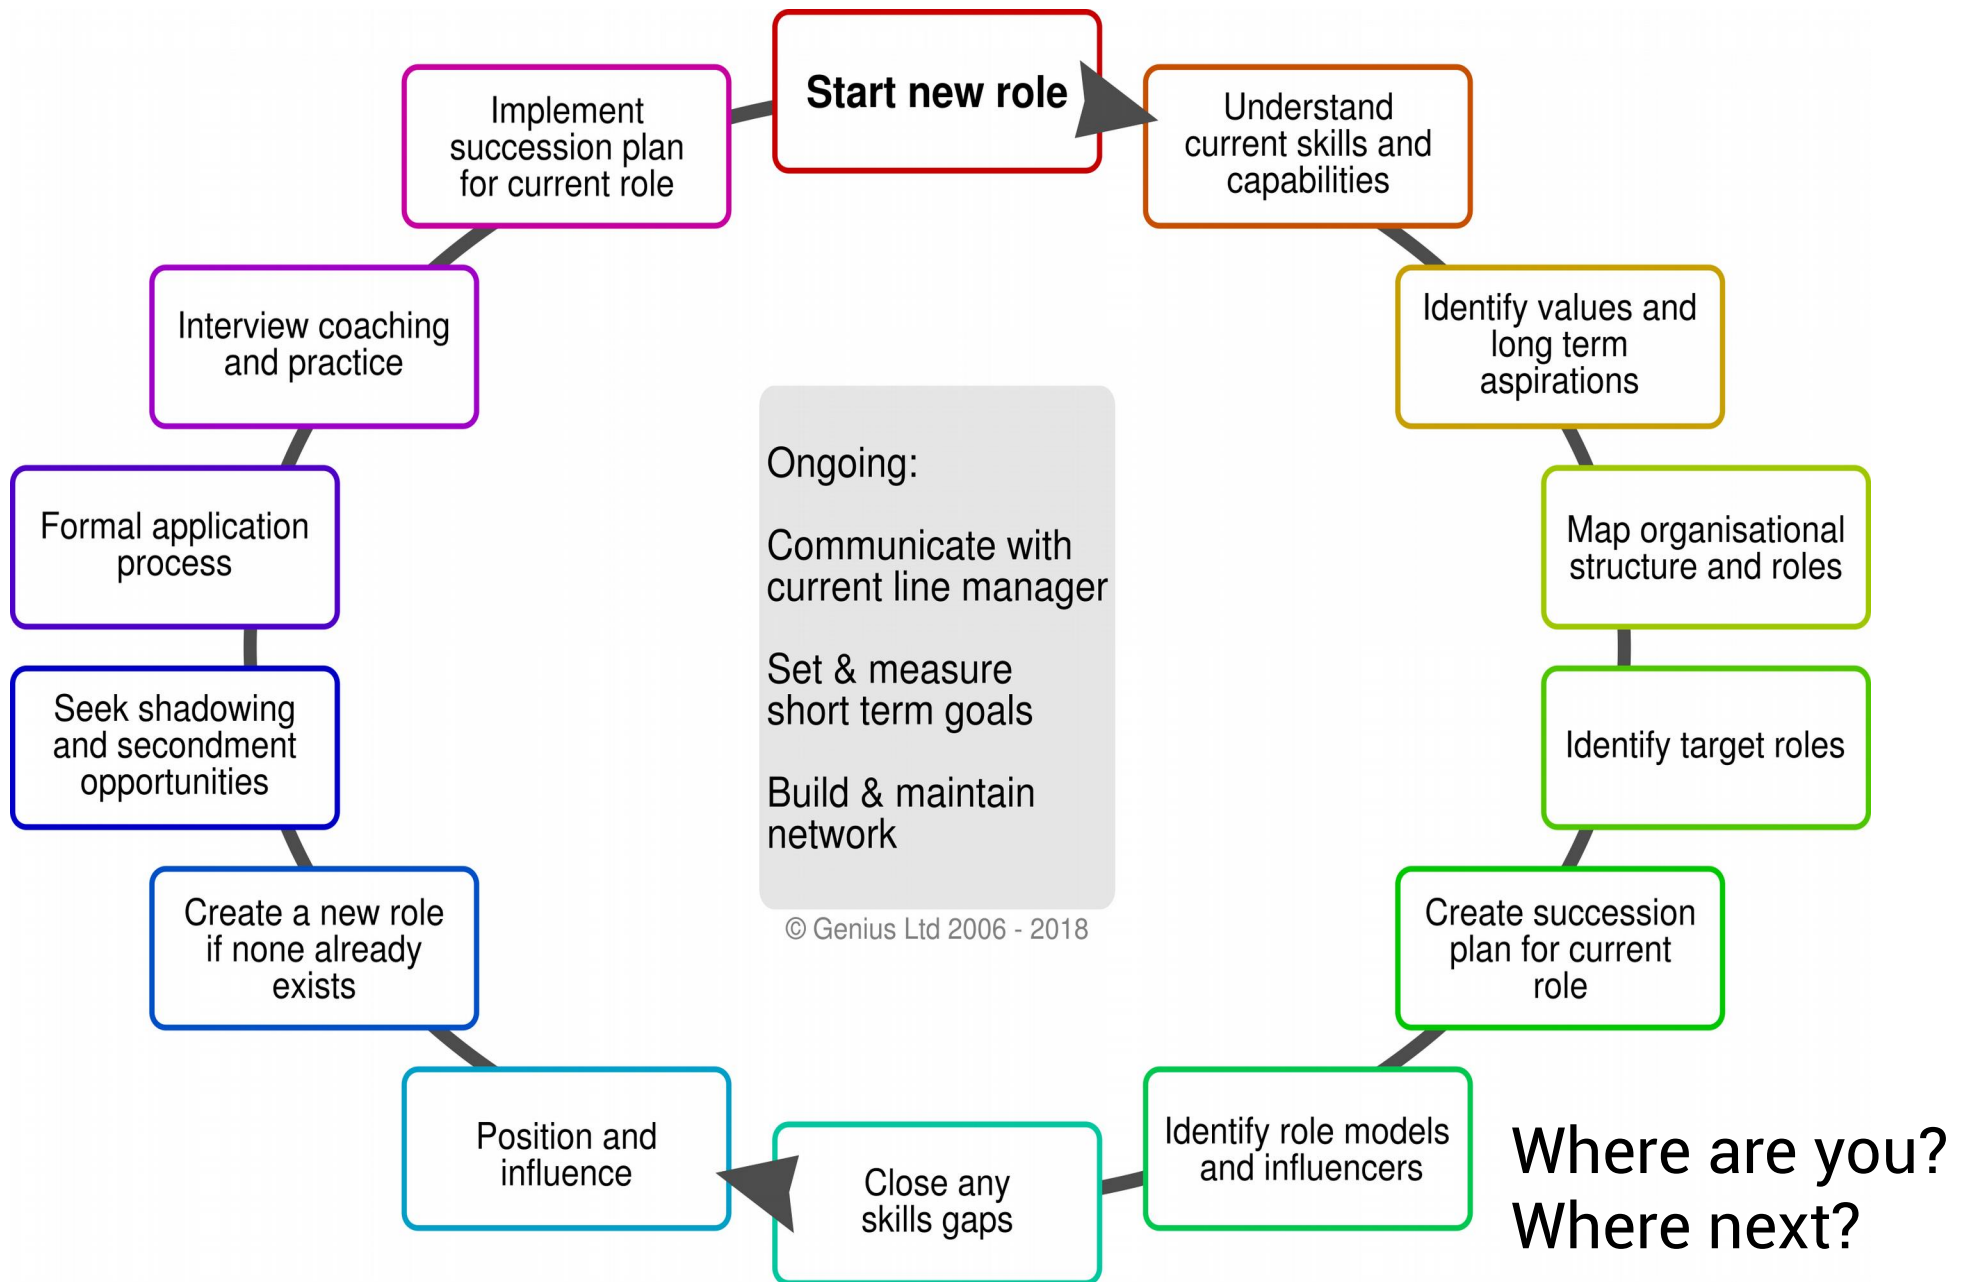 Start new role
Understand
current skills and
capabilities
Identify values and
long term
aspirations
Map organisational
structure and roles
Identify target roles
Create succession
plan for current
role
Identify role models
and influencers
Close any
skills gaps
Position and
influence
Create a new role
if none already
exists
Seek shadowing
and secondment
opportunities
Formal application
process
Interview coaching
and practice
Implement
succession plan
for current role
Ongoing:
Communicate with
current line manager
Set & measure
short term goals
Build & maintain
network
© Genius Ltd 2006 - 2018
Where are you?
Where next?